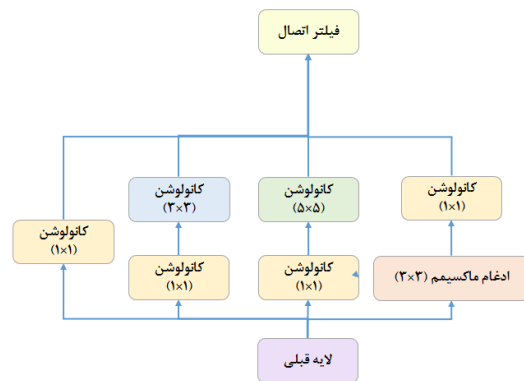 فیلتر اتصال
کانولوشن
(۳×۳)
کانولوشن
(۵×۵)
کانولوشن
(۱×۱)
کانولوشن
(۱×۱)
کانولوشن
(۱×۱)
کانولوشن
(۱×۱)
ادغام ماکسیمم (۳×۳)
لایه قبلی